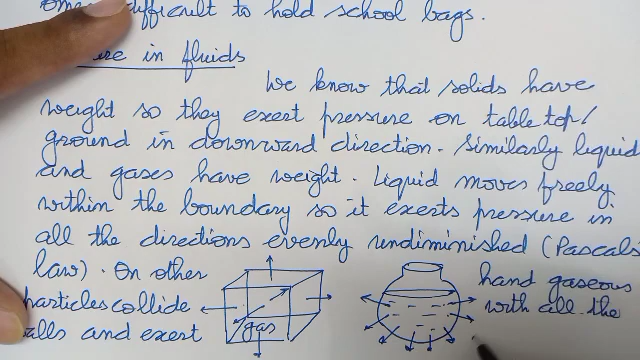 difficult to hold school bags.
in fluids
We know that solids have
weight so they exert pressure on table top/
ground in downward direction. Similarly liquid
and gases have weight. Liquid moves freely
within the boundary so it exerts pressure in
all the directions evenly undiminished (Pascals
law). On other hand gaseous
particles collide with all the
walls and exert
gas